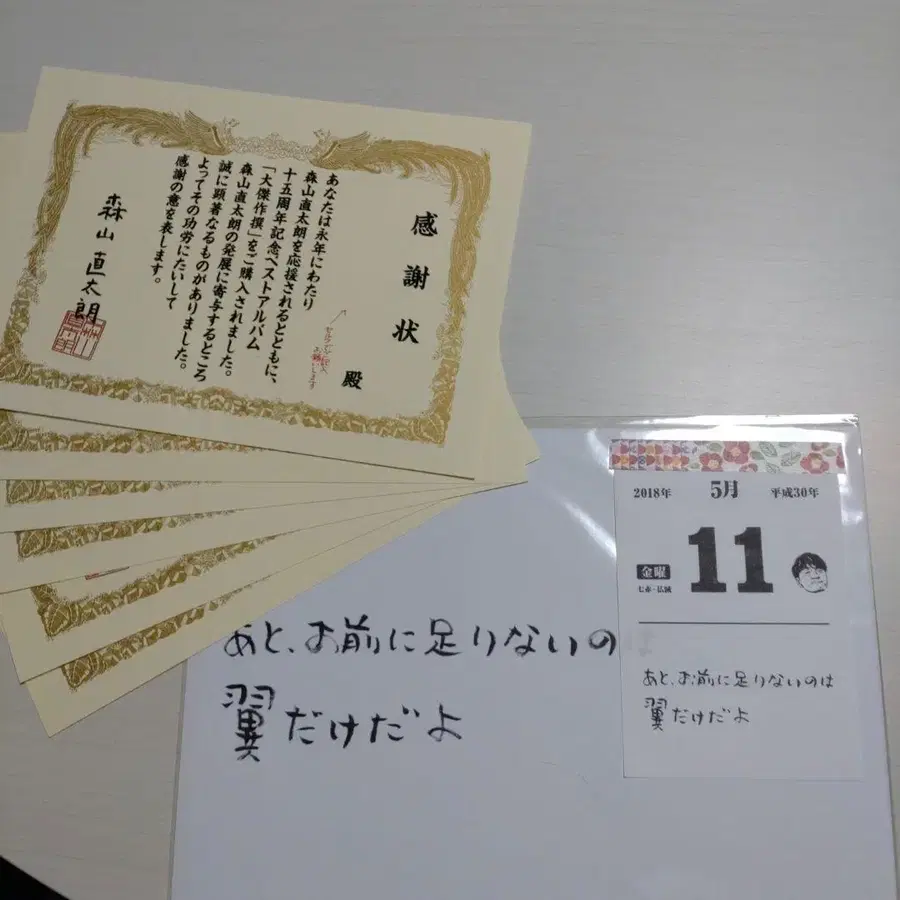 感謝状
殿
あなたは永年にわたり
森山直太朗を応援されるとともに、
十五周年記念ベストアルバム
「大傑作撰」をご購入されました。
森山直太朗の発展に寄与するところ
誠に顕著なるものがありました。
よってその功労にたいして
感謝の意を表します。
森山直太朗
あと、お前に足りないの
翼だけだよ
2018年 5月 平成30年
金曜 11
七赤・仏滅
あと、お前に足りないのは
翼だけだよ